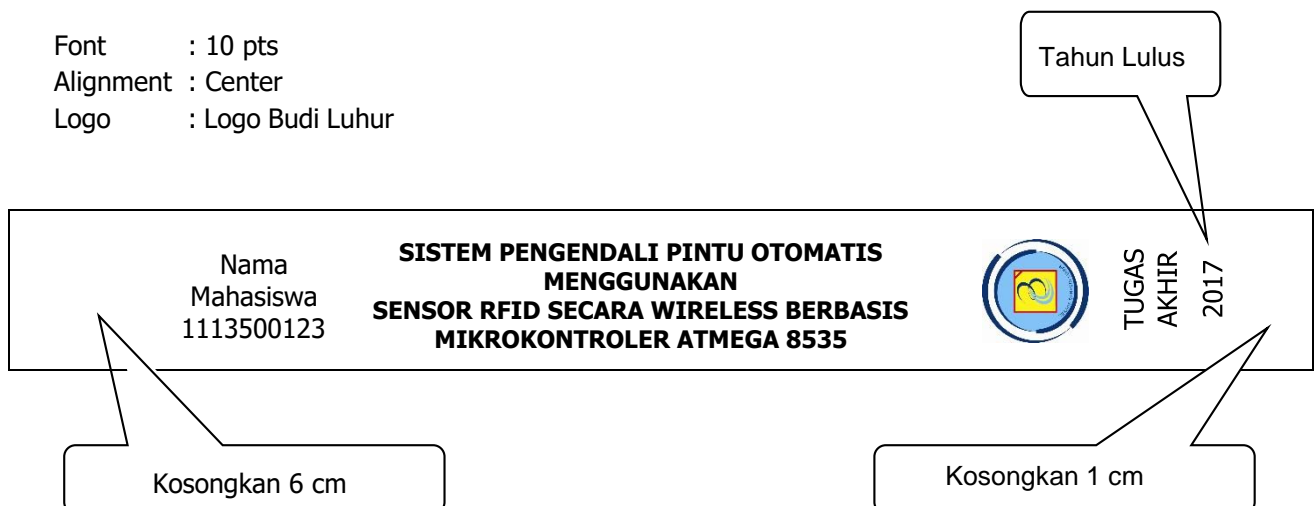 Font : 10 pts
Alignment : Center
Logo : Logo Budi Luhur
Tahun Lulus
Nama
Mahasiswa
1113500123
SISTEM PENGENDALI PINTU OTOMATIS
MENGGUNAKAN
SENSOR RFID SECARA WIRELESS BERBASIS
MIKROKONTROLER ATMEGA 8535
TUGAS
AKHIR
2017
Kosongkan 6 cm
Kosongkan 1 cm